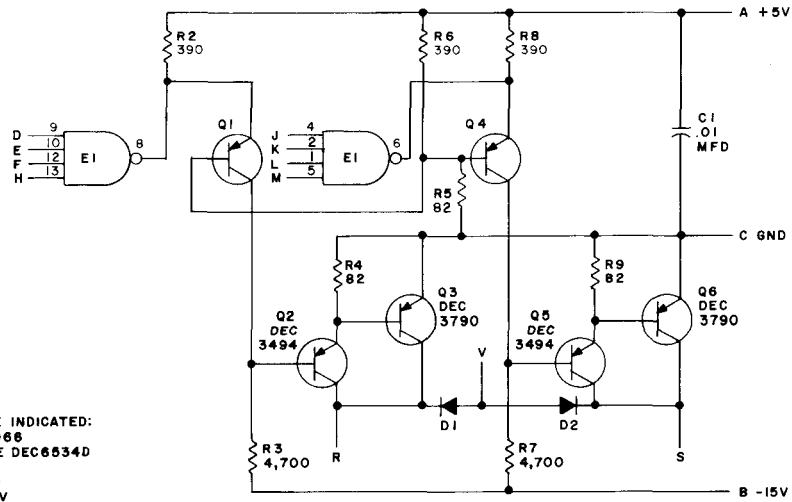 A +5V
R2
390
R6
390
R8
390
C1
.01
MFD
Q1
Q4
D
9
E
10
F
12
H
13
E1
8
J
4
K
2
L
1
M
5
E1
6
R5
82
C GND
R4
82
Q3
DEC
3790
R9
82
Q6
DEC
3790
Q2
DEC
3494
Q5
DEC
3494
V
D1
D2
R
S
R3
4,700
R7
4,700
B -15V
INDICATED:
66
DEC6534D
V